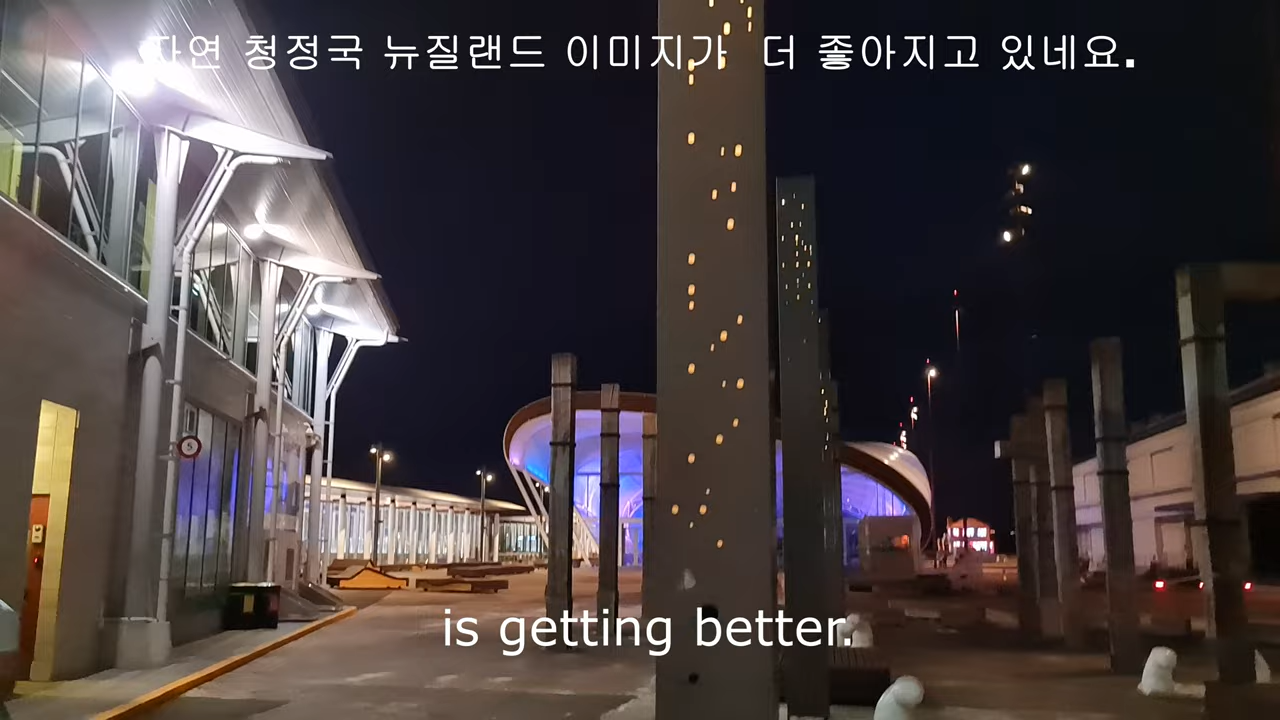 자연 청정국 뉴질랜드 이미지가 더 좋아지고 있네요.
5
is getting better.